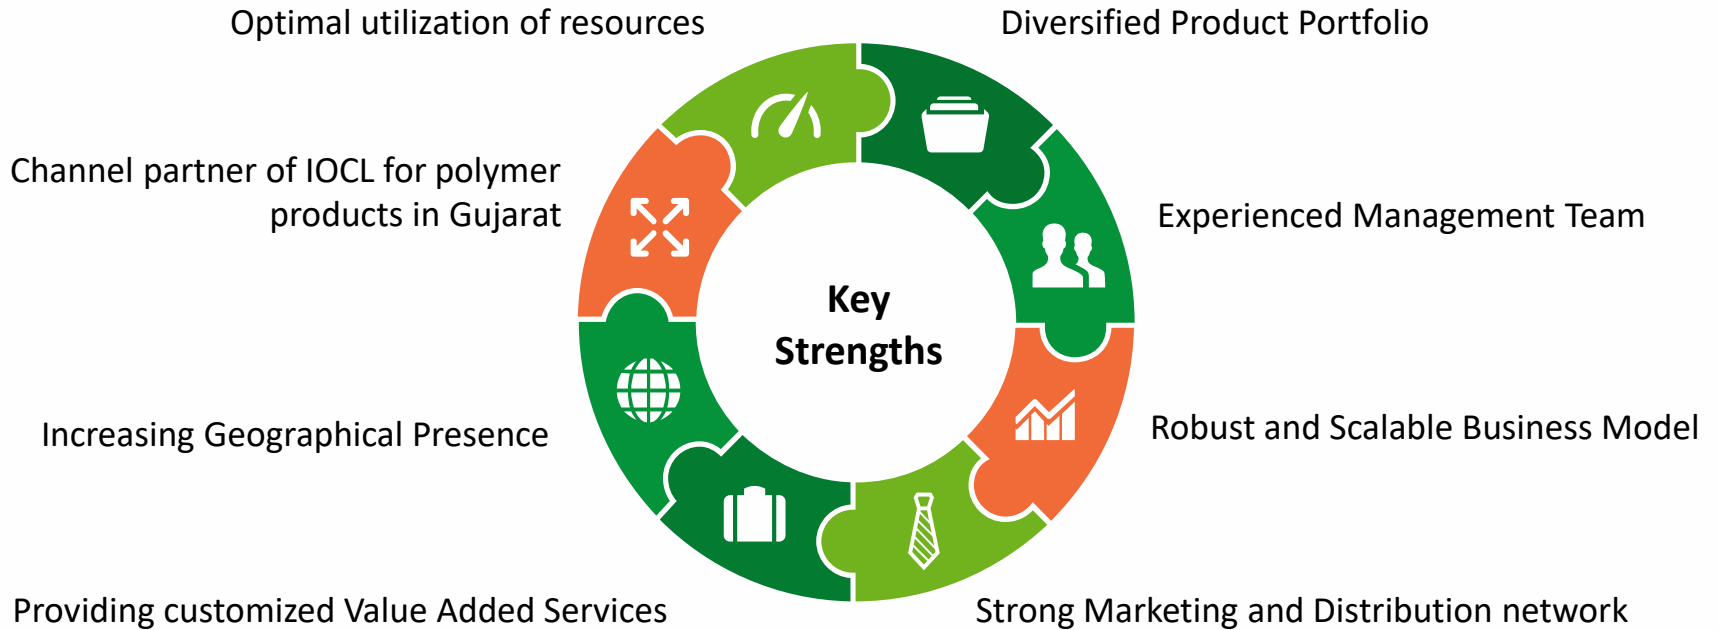 Optimal utilization of resources
Diversified Product Portfolio
Channel partner of IOCL for polymer
products in Gujarat
Experienced Management Team
Key
Strengths
Increasing Geographical Presence
Robust and Scalable Business Model
Providing customized Value Added Services
Strong Marketing and Distribution network